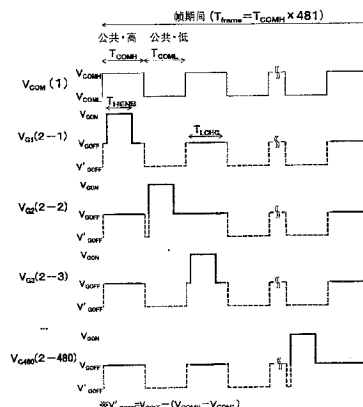 帧期间 (Tframe=TCOMH×481)
公共·高 公共·低
TCOMH TCOML
VCOM (1) VCOMH
VCOML
THENB
VGON
VG1(2--1) VGOFF TLCHG
V'GOFF
VGON
VG2(2--2) VGOFF
V'GOFF
VGON
VG3(2--3) VGOFF
V'GOFF
...
VGON
VG480(2--480) VGOFF
V'GOFF
※V'GOFF=VGOFF-(VCOMH-VCOML)